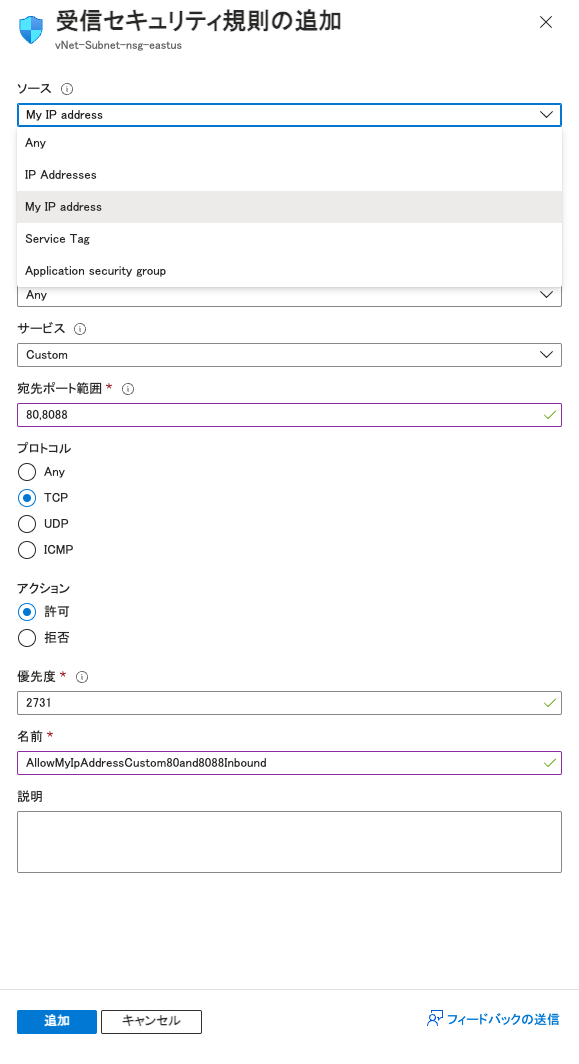 受信セキュリティ規則の追加
vNet-Subnet-nsg-eastus
ソース
My IP address
Any
IP Addresses
My IP address
Service Tag
Application security group
Any
サービス
Custom
宛先ポート範囲 *
80,8088
プロトコル
Any
TCP
UDP
ICMP
アクション
許可
拒否
優先度 *
2731
名前 *
AllowMyIpAddressCustom80and8088Inbound
説明
追加
キャンセル
フィードバックの送信